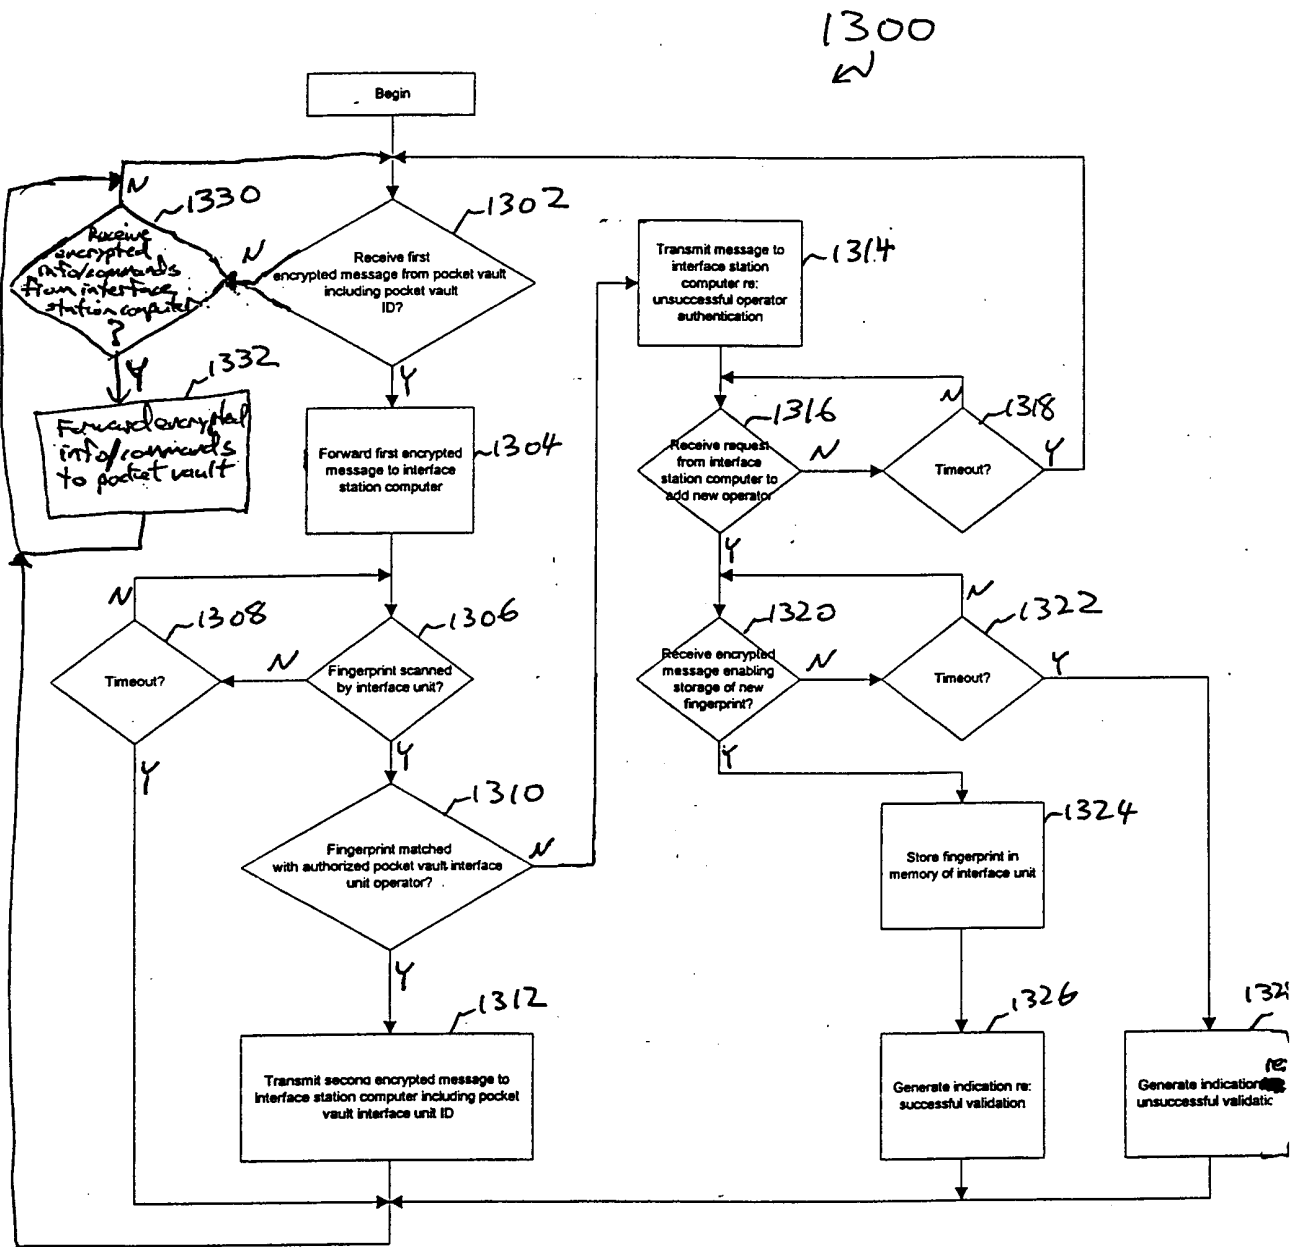 1300
Begin
N
1330
Receive
encrypted
info/commands
from interface
station computer
?
N
1302
Receive first
encrypted message from pocket vault
including pocket vault
ID?
Y
1332
Forward encrypted
info/commands
to pocket vault
Y
1304
Forward first encrypted
message to interface
station computer
N
1308
Timeout?
Y
N
1306
Fingerprint scanned
by interface unit?
Y
1310
Fingerprint matched
with authorized pocket vault interface
unit operator?
N
Y
1312
Transmit second encrypted message to
interface station computer including pocket
vault interface unit ID
1314
Transmit message to
interface station
computer re:
unsuccessful operator
authentication
1316
Receive request
from interface
station computer to
add new operator
N
Y
N
1318
Timeout?
Y
1320
Receive encrypted
message enabling
storage of new
fingerprint?
N
Y
N
1322
Timeout?
Y
1324
Store fingerprint in
memory of interface unit
1326
Generate indication re:
successful validation
132
Generate indication re:
unsuccessful validatic